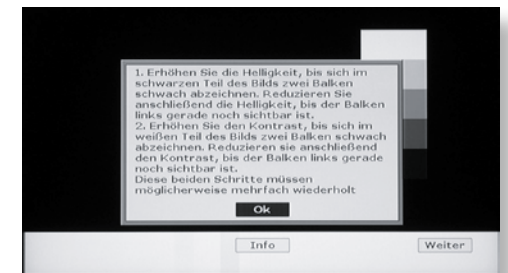 1. Erhöhen Sie die Helligkeit, bis sich im
schwarzen Teil des Bilds zwei Balken
schwach abzeichnen. Reduzieren Sie
anschließend die Helligkeit, bis der Balken
links gerade noch sichtbar ist.
2. Erhöhen Sie den Kontrast, bis sich im
weißen Teil des Bilds zwei Balken schwach
abzeichnen. Reduzieren sie anschließend
den Kontrast, bis der Balken links gerade
noch sichtbar ist.
Diese beiden Schritte müssen
möglicherweise mehrfach wiederholt
Ok
Info
Weiter